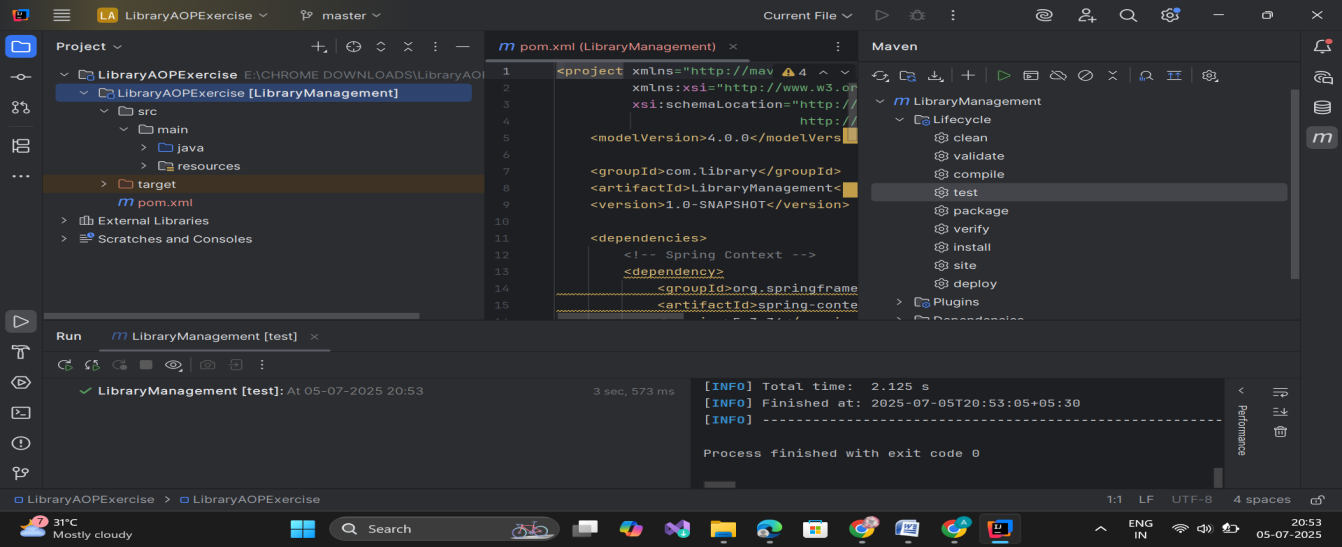 LA LibraryAOPExercise master Current File
Project
LibraryAOPExercise E:\CHROME DOWNLOADS\LibraryAO
LibraryAOPExercise [LibraryManagement]
src
main
java
resources
target
m pom.xml
External Libraries
Scratches and Consoles
m pom.xml (LibraryManagement)
4
1 <project xmlns="http://mav
2 xmlns:xsi="http://www.w3.or
3 xsi:schemaLocation="http://
4 http://
5 <modelVersion>4.0.0</modelVers
6
7 <groupId>com.library</groupId>
8 <artifactId>LibraryManagement<
9 <version>1.0-SNAPSHOT</version>
10
11 <dependencies>
12 <!-- Spring Context -->
13 <dependency>
14 <groupId>org.springframe
15 <artifactId>spring-conte
Maven
m LibraryManagement
Lifecycle
clean
validate
compile
test
package
verify
install
site
deploy
Plugins
Dependencies
Run m LibraryManagement [test]
LibraryManagement [test]: At 05-07-2025 20:53 3 sec, 573 ms
[INFO] Total time:  2.125 s
[INFO] Finished at: 2025-07-05T20:53:05+05:30
[INFO] ------------------------------------------------------
Process finished with exit code 0
Performance
LibraryAOPExercise > LibraryAOPExercise
1:1 LF UTF-8 4 spaces
7
31°C
Mostly cloudy
Search
ENG
IN
20:53
05-07-2025